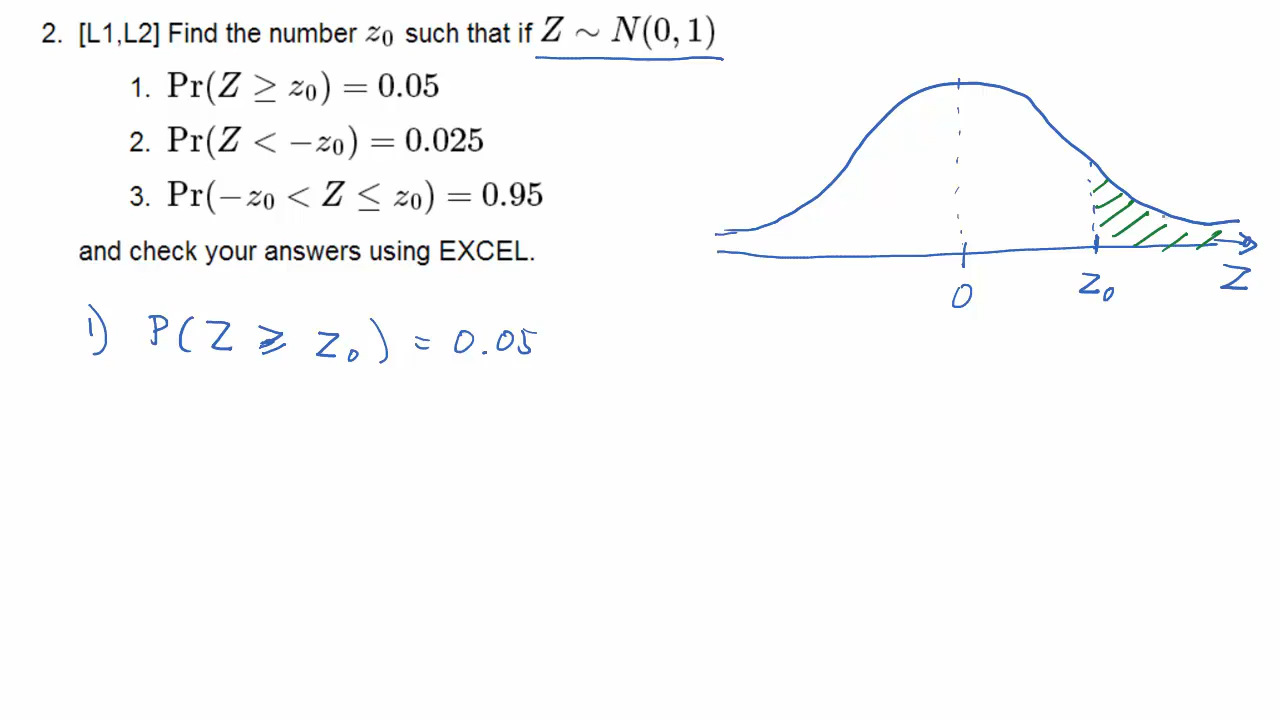 2. [L1,L2] Find the number z₀ such that if Z ∼ N(0, 1)
1. Pr(Z ≥ z₀) = 0.05
2. Pr(Z < −z₀) = 0.025
3. Pr(−z₀ < Z ≤ z₀) = 0.95
and check your answers using EXCEL.
0 z₀ Z
1) P(Z ≥ z₀) = 0.05